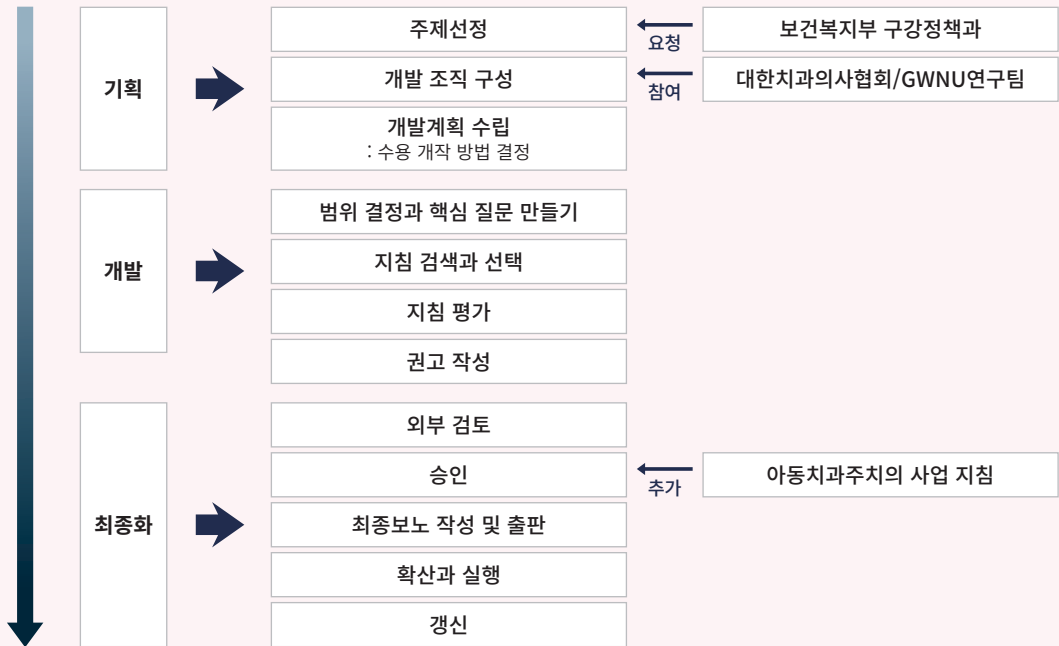 기획
주제선정
요청
보건복지부 구강정책과
개발 조직 구성
참여
대한치과의사협회/GWNU연구팀
개발계획 수립
: 수용 개작 방법 결정
개발
범위 결정과 핵심 질문 만들기
지침 검색과 선택
지침 평가
권고 작성
최종화
외부 검토
승인
추가
아동치과주치의 사업 지침
최종보노 작성 및 출판
확산과 실행
갱신